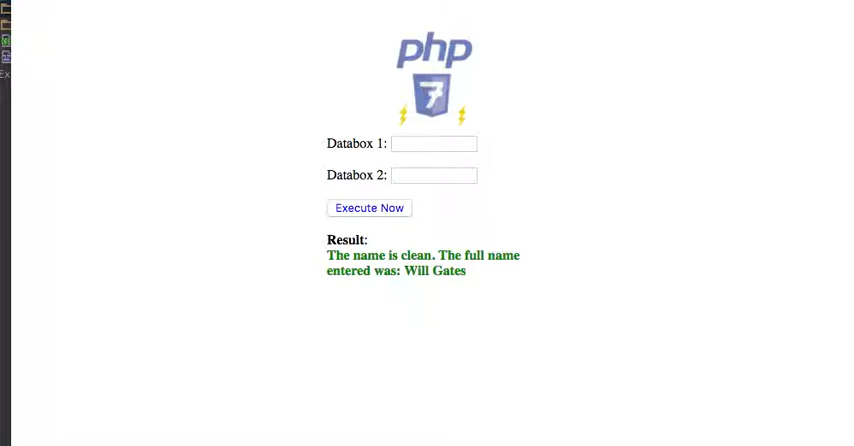 Ex
php
7
Databox 1:
Databox 2:
Execute Now
Result:
The name is clean. The full name
entered was: Will Gates